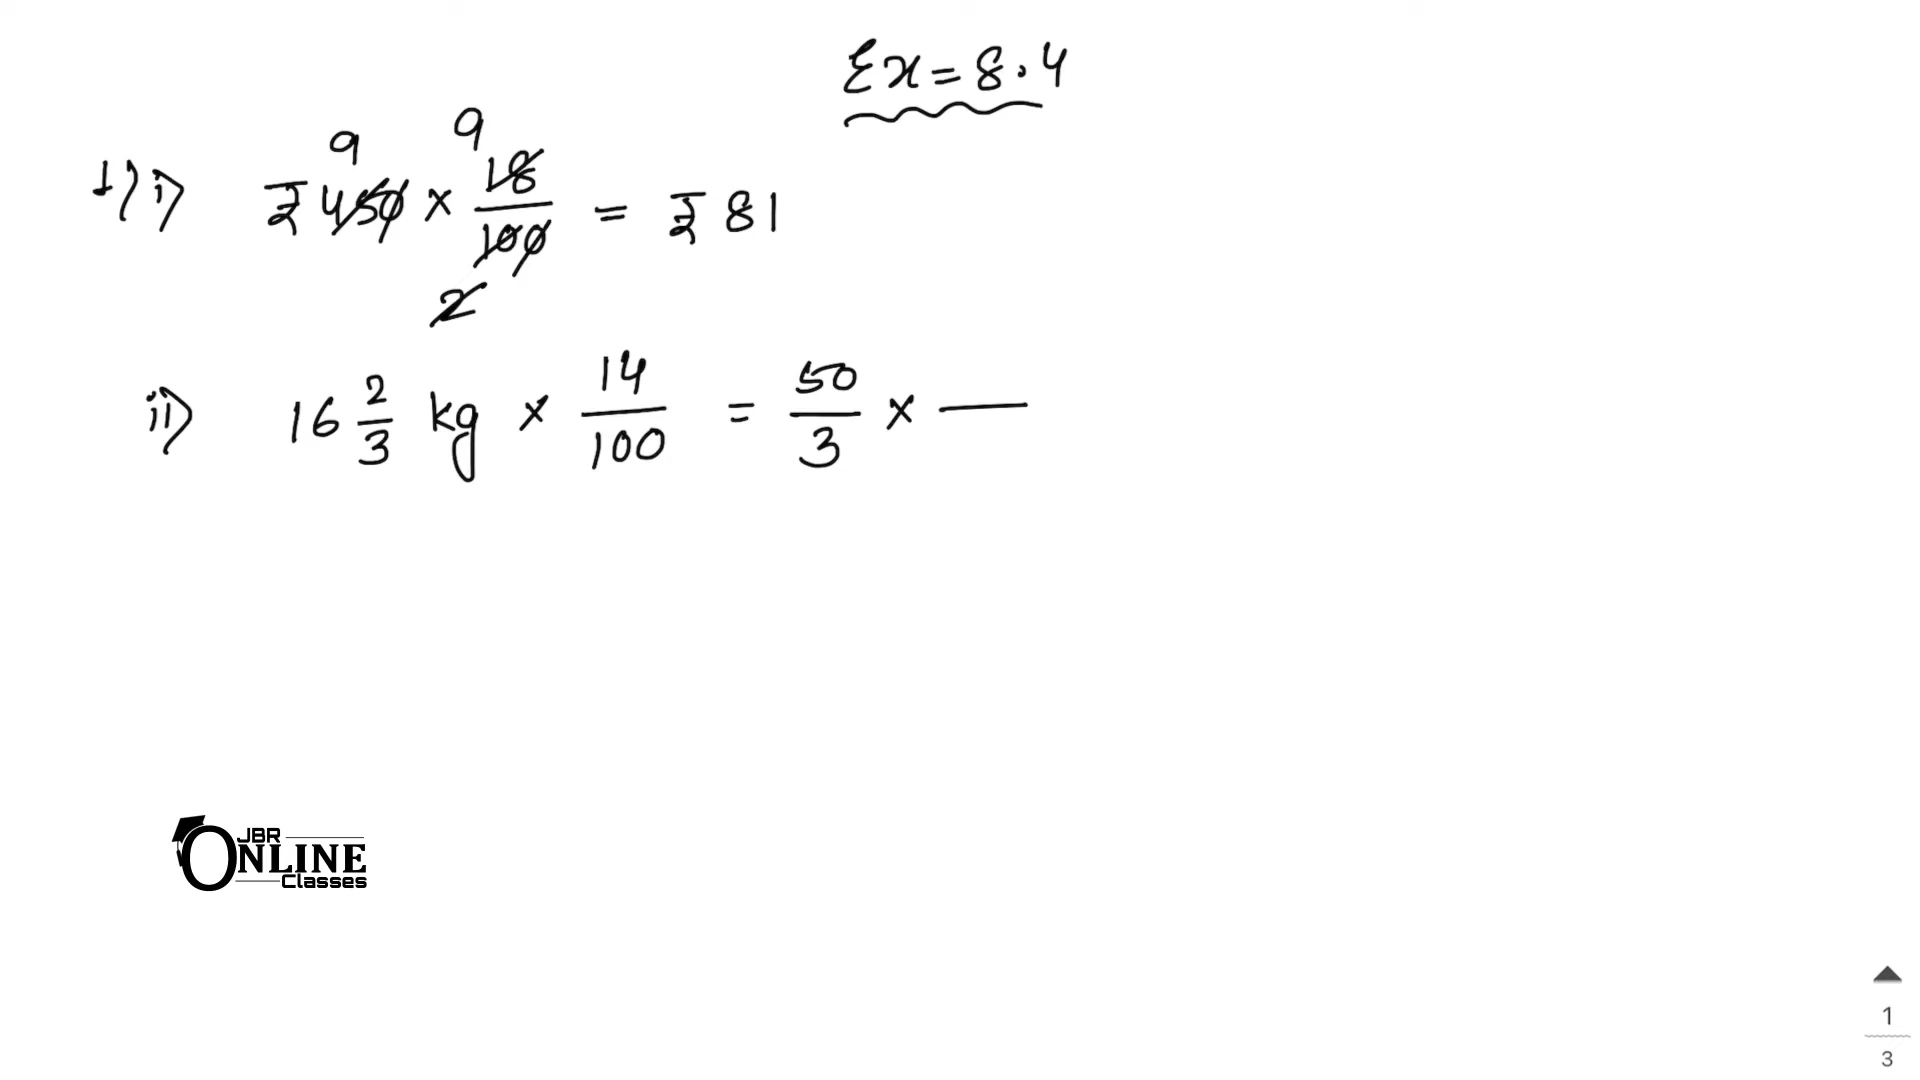 Ex = 8.4
1) i) ₹ 450 × 18/100 = ₹ 81
9 9
2
ii) 16 2/3 kg × 14/100 = 50/3 × —
JBR
ONLINE
Classes
1
3